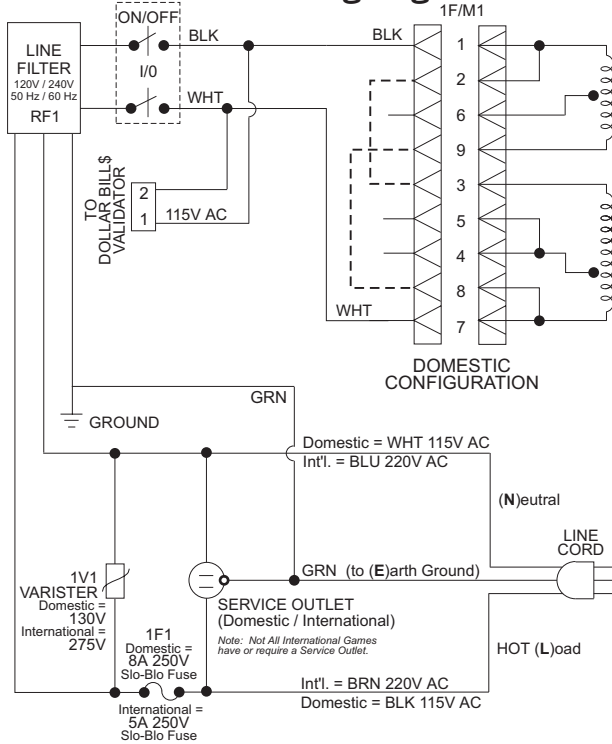 ON/OFF
1F/M1
LINE
FILTER
120V / 240V
50 Hz / 60 Hz
RF1
BLK
BLK
I/0
WHT
1
2
6
9
3
5
4
8
7
TO
DOLLAR BILL$
VALIDATOR
2
1
115V AC
WHT
DOMESTIC
CONFIGURATION
GRN
GROUND
Domestic = WHT 115V AC
Int'l. = BLU 220V AC
(N)eutral
LINE
CORD
GRN (to (E)arth Ground)
1V1
VARISTER
Domestic =
130V
International =
275V
SERVICE OUTLET
(Domestic / International)
Note: Not All International Games
have or require a Service Outlet.
HOT (L)oad
1F1
Domestic =
8A 250V
Slo-Blo Fuse
International =
5A 250V
Slo-Blo Fuse
Int'l. = BRN 220V AC
Domestic = BLK 115V AC